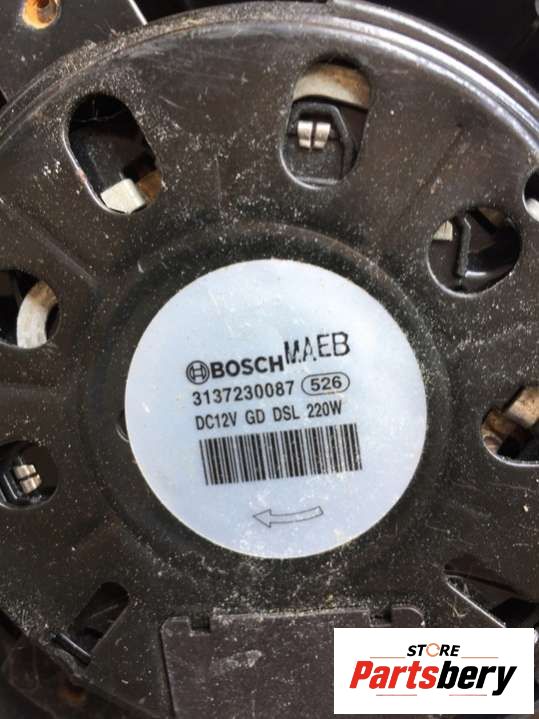 BOSCH MAEB
3137230087 526
DC12V GD DSL 220W
STORE
Partsbery